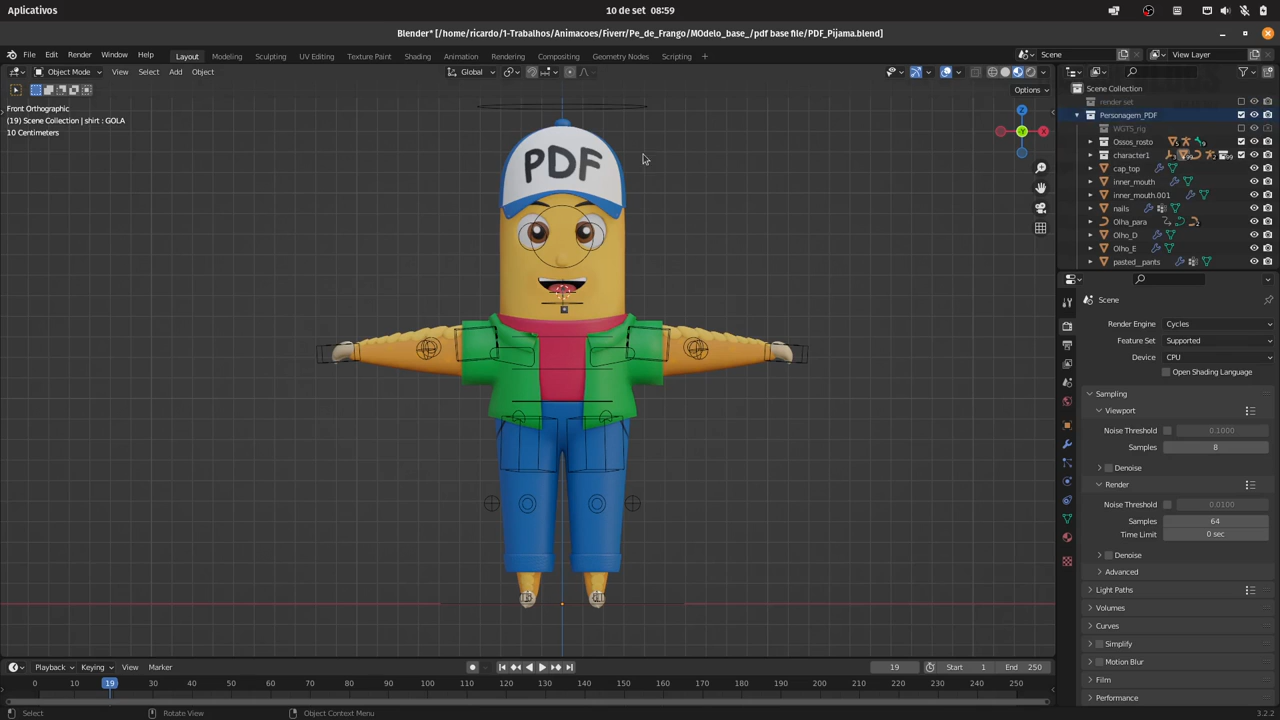 Aplicativos
10 de set 08:59
Blender* [/home/ricardo/1-Trabalhos/Animacoes/Fiverr/Pe_de_Frango/MOdelo_base_/pdf base file/PDF_Pijama.blend]
File Edit Render Window Help Layout Modeling Sculpting UV Editing Texture Paint Shading Animation Rendering Compositing Geometry Nodes Scripting +
Scene
View Layer
Object Mode View Select Add Object
Global
Options
Front Orthographic
(19) Scene Collection | shirt : GOLA
10 Centimeters
Z
Y
X
PDF
Scene Collection
render set
Personagem_PDF
WGTS_rig
Ossos_rosto
character1
cap_top
inner_mouth
inner_mouth.001
nails
Olha_para
Olho_D
Olho_E
pasted__pants
Scene
Render Engine Cycles
Feature Set Supported
Device CPU
Open Shading Language
Sampling
Viewport
Noise Threshold 0.1000
Samples 8
Denoise
Render
Noise Threshold 0.0100
Samples 64
Time Limit 0 sec
Denoise
Advanced
Light Paths
Volumes
Curves
Simplify
Motion Blur
Film
Performance
Playback Keying View Marker
19
Start 1 End 250
0 10 19 30 40 50 60 70 80 90 100 110 120 130 140 150 160 170 180 190 200 210 220 230 240 250
Select Rotate View Object Context Menu
3.2.2